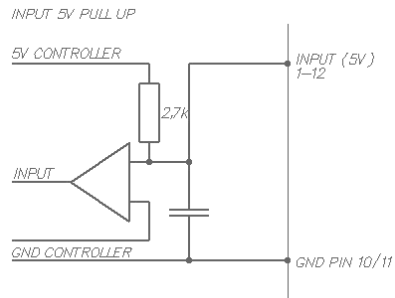 INPUT 5V PULL UP
5V CONTROLLER
INPUT (5V)
1-12
2,7k
INPUT
GND CONTROLLER
GND PIN 10/11